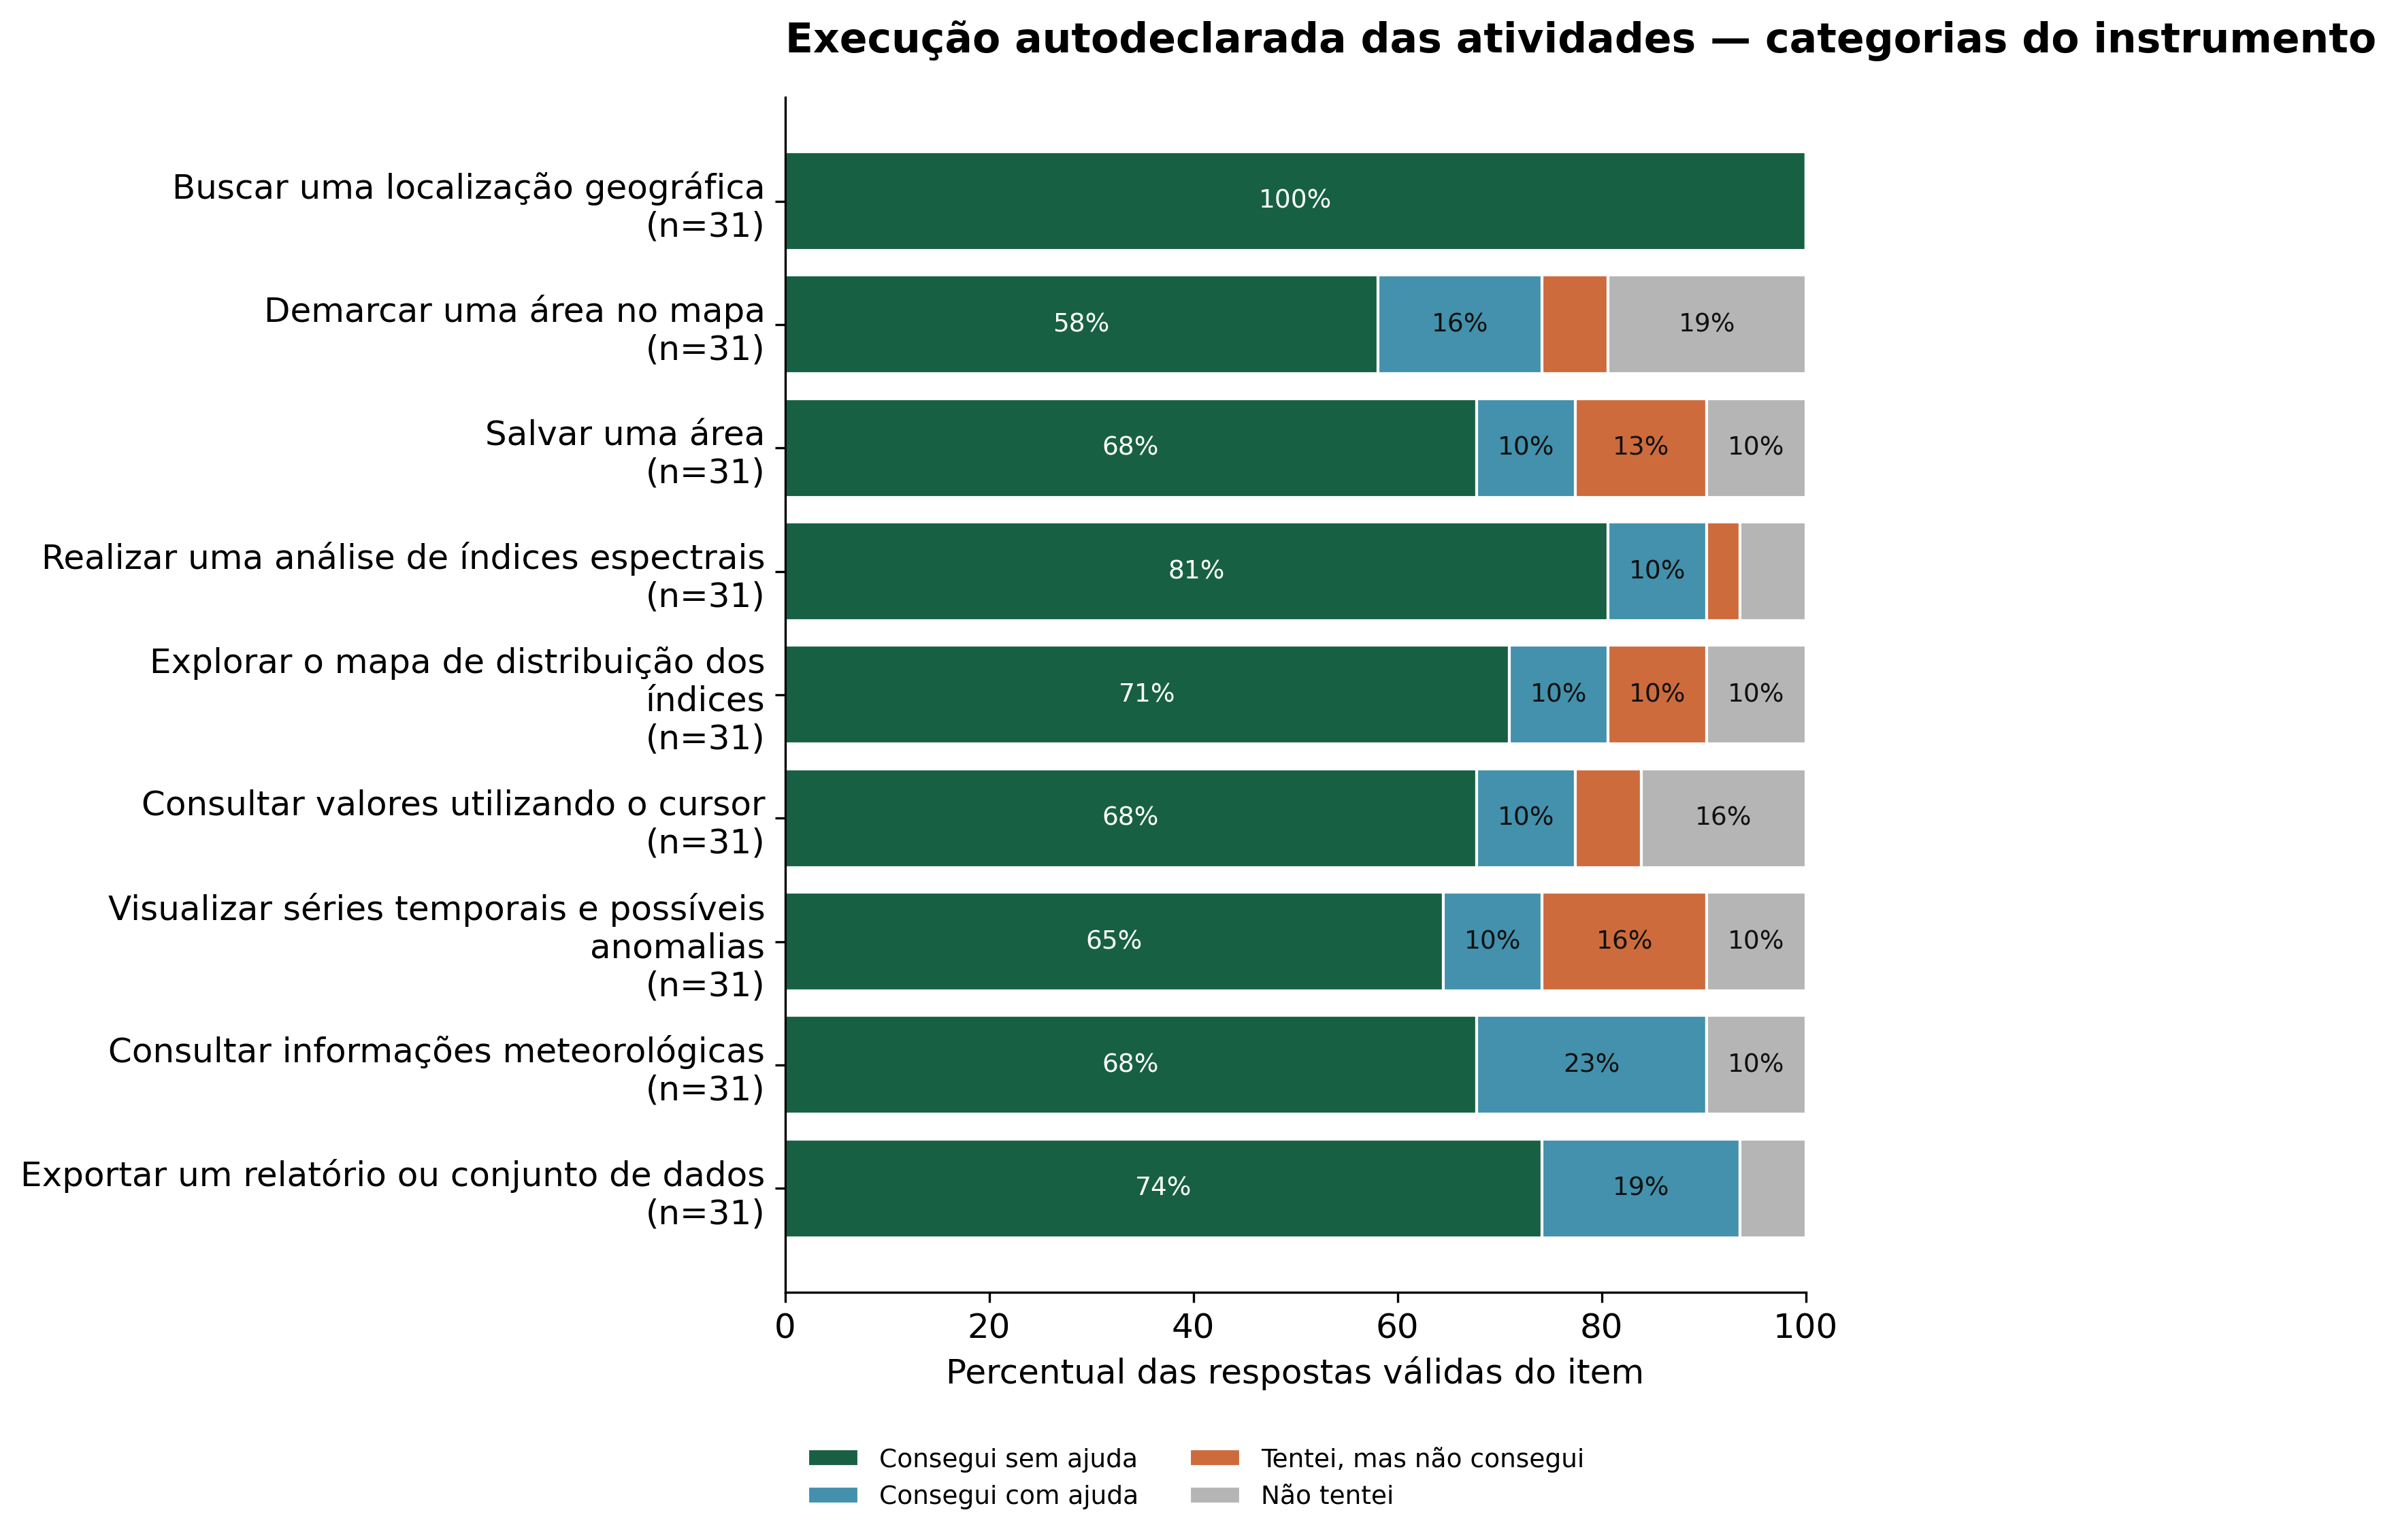 Execução autodeclarada das atividades — categorias do instrumento
Buscar uma localização geográfica
(n=31)
100%
Demarcar uma área no mapa
(n=31)
58% 16% 19%
Salvar uma área
(n=31)
68% 10% 13% 10%
Realizar uma análise de índices espectrais
(n=31)
81% 10%
Explorar o mapa de distribuição dos
índices
(n=31)
71% 10% 10% 10%
Consultar valores utilizando o cursor
(n=31)
68% 10% 16%
Visualizar séries temporais e possíveis
anomalias
(n=31)
65% 10% 16% 10%
Consultar informações meteorológicas
(n=31)
68% 23% 10%
Exportar um relatório ou conjunto de dados
(n=31)
74% 19%
0 20 40 60 80 100
Percentual das respostas válidas do item
Consegui sem ajuda
Consegui com ajuda
Tentei, mas não consegui
Não tentei